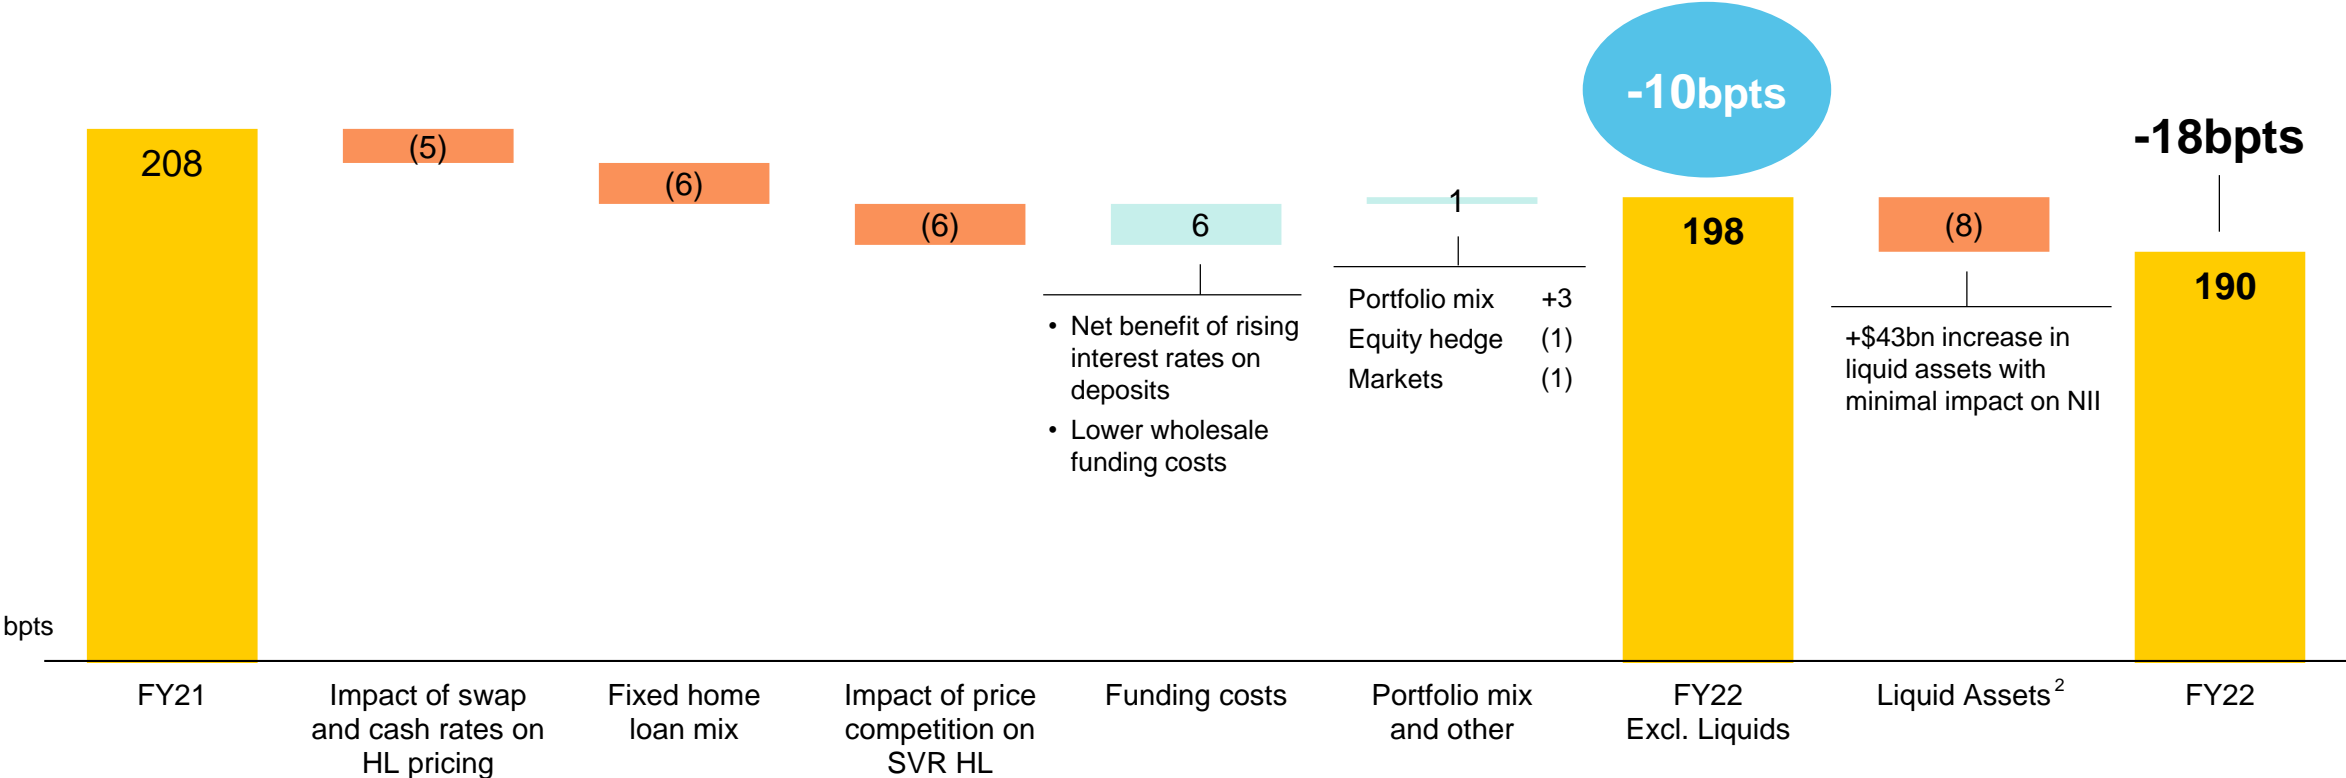 -10bpts
-18bpts
208
(5)
(6)
(6)
6
1
198
(8)
190
• Net benefit of rising
interest rates on
deposits
• Lower wholesale
funding costs
Portfolio mix +3
Equity hedge (1)
Markets (1)
+$43bn increase in
liquid assets with
minimal impact on NII
bpts
FY21
Impact of swap
and cash rates on
HL pricing
Fixed home
loan mix
Impact of price
competition on
SVR HL
Funding costs
Portfolio mix
and other
FY22
Excl. Liquids
Liquid Assets 2
FY22